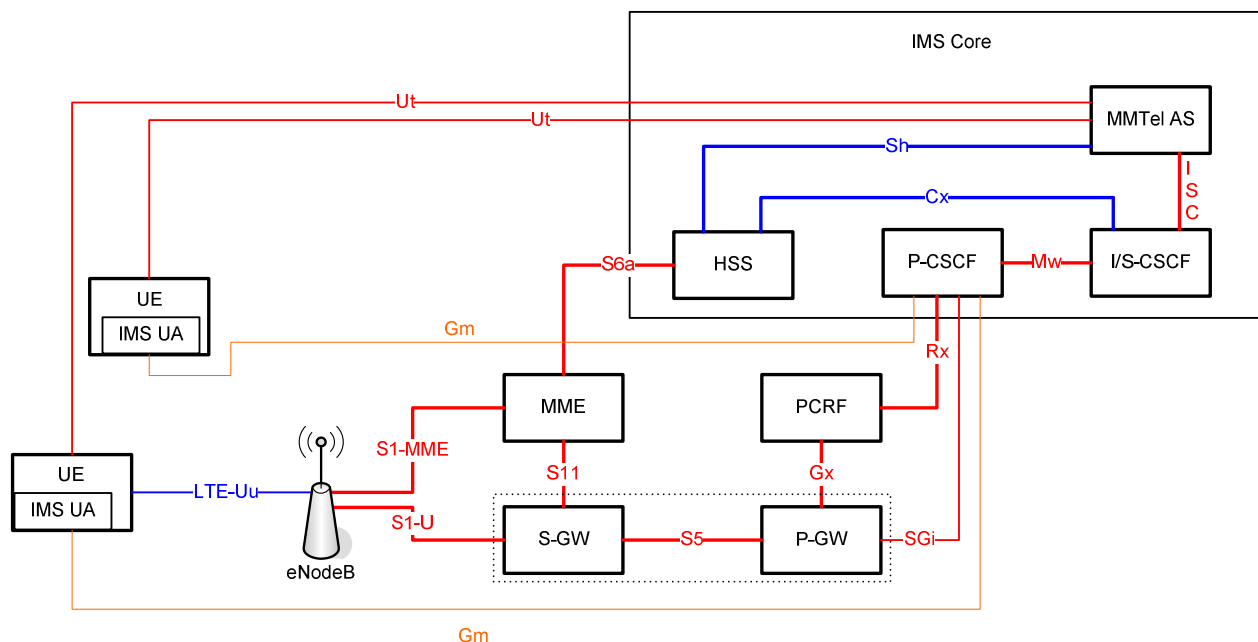 IMS Core
Ut
MMTel AS
Ut
Sh
I
S
C
Cx
S6a
HSS
P-CSCF
Mw
I/S-CSCF
UE
IMS UA
Gm
Rx
MME
PCRF
S1-MME
UE
S11
Gx
LTE-Uu
IMS UA
S1-U
S-GW
S5
P-GW
SGi
eNodeB
Gm